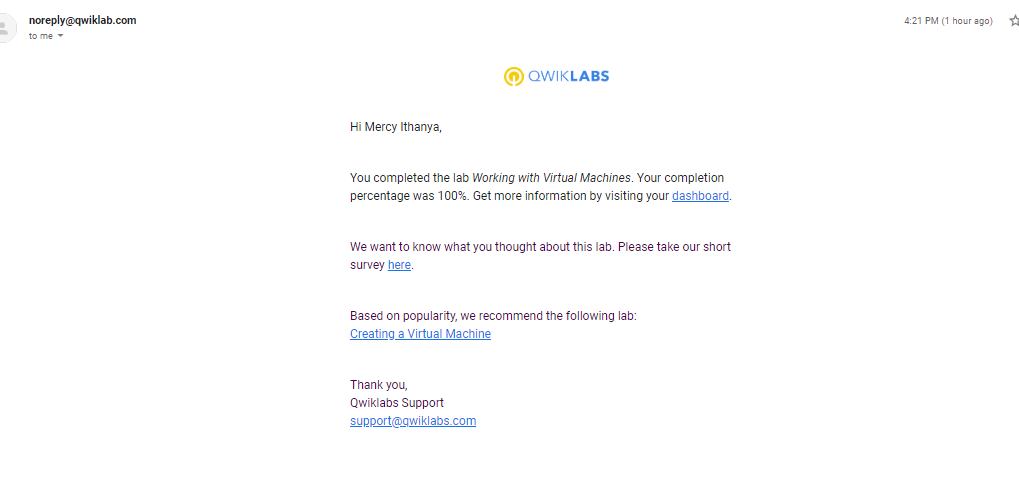 noreply@qwiklab.com
4:21 PM (1 hour ago)
to me
QWIKLABS
Hi Mercy Ithanya,
You completed the lab Working with Virtual Machines. Your completion
percentage was 100%. Get more information by visiting your dashboard.
We want to know what you thought about this lab. Please take our short
survey here.
Based on popularity, we recommend the following lab:
Creating a Virtual Machine
Thank you,
Qwiklabs Support
support@qwiklabs.com